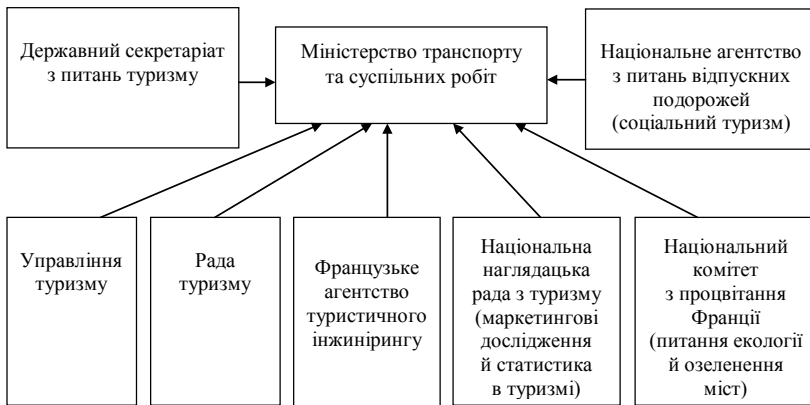 Державний секретаріат
з питань туризму
Міністерство транспорту
та суспільних робіт
Національне агентство
з питань відпускних
подорожей
(соціальний туризм)
Управління
туризму
Рада
туризму
Французьке
агентство
туристичного
інжинірингу
Національна
наглядацька
рада з туризму
(маркетингові
дослідження
й статистика
в туризмі)
Національний
комітет
з процвітання
Франції
(питання екології
й озеленення
міст)